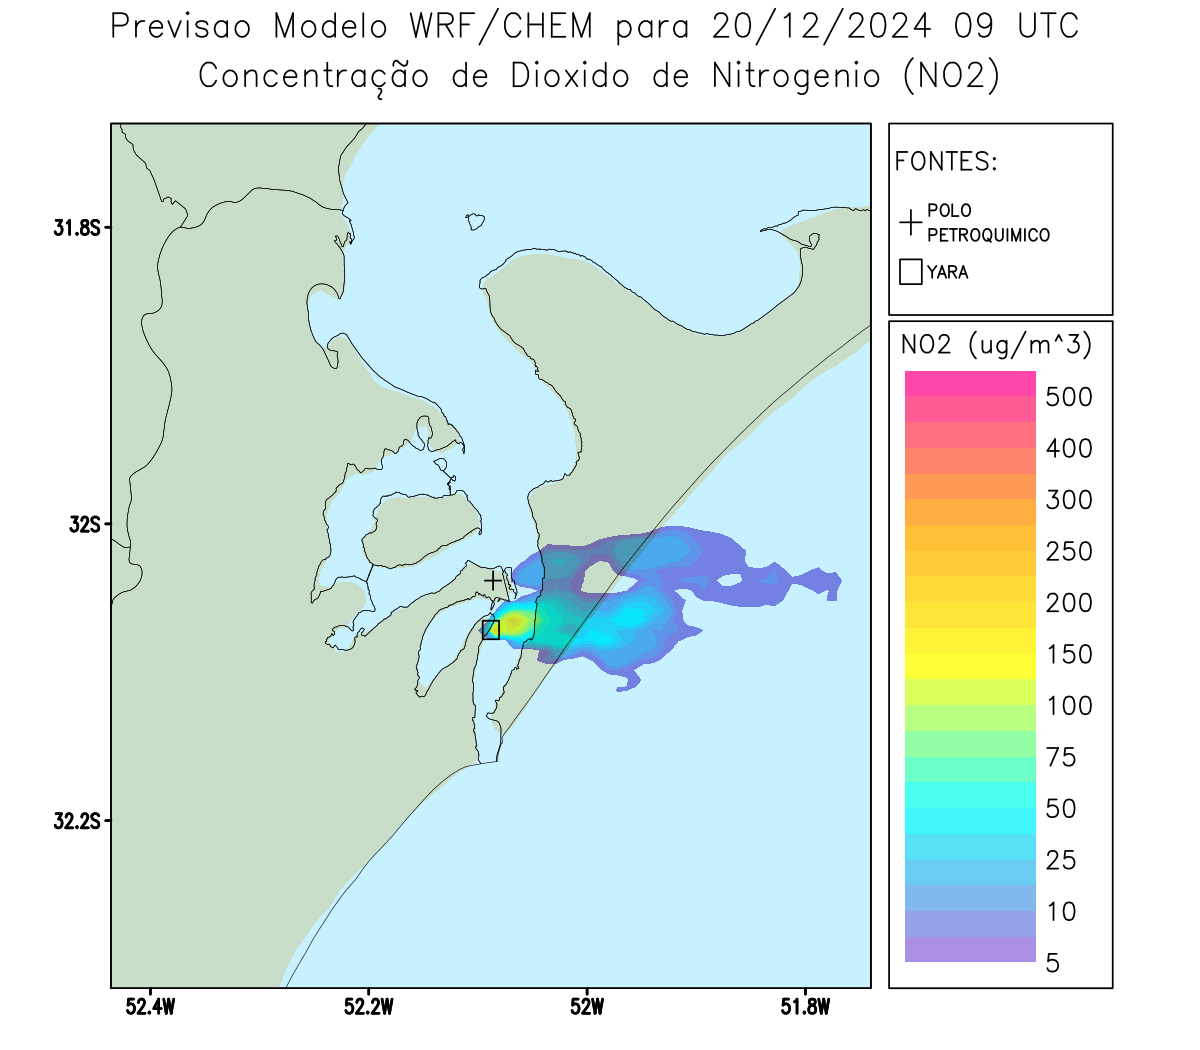 Previsao Modelo WRF/CHEM para 20/12/2024 09 UTC
Concentração de Dioxido de Nitrogenio (NO2)
FONTES:
POLO
PETROQUIMICO
YARA
NO2 (ug/m^3)
500
400
300
250
200
150
100
75
50
25
10
5
31.8S
32S
32.2S
52.4W
52.2W
52W
51.8W